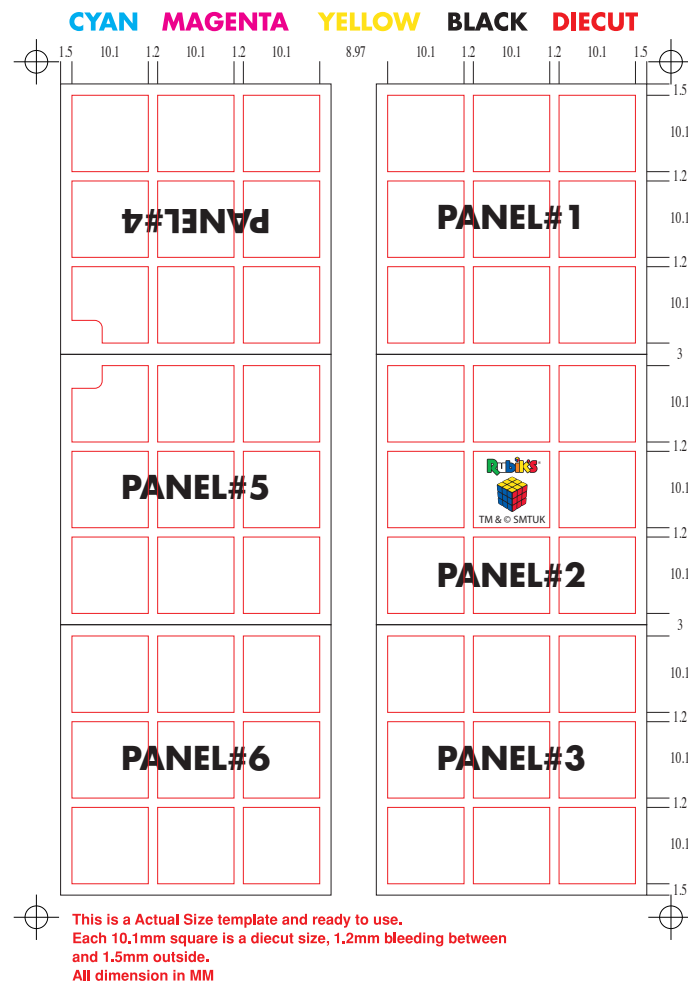 CYAN MAGENTA YELLOW BLACK DIECUT
1.5 10.1 1.2 10.1 1.2 10.1 8.97 10.1 1.2 10.1 1.2 10.1 1.5
1.5
10.1
1.2
PANEL#4 PANEL#1 10.1
1.2
10.1
3
10.1
1.2
Rubik's
PANEL#5 10.1
TM & © SMTUK
1.2
PANEL#2 10.1
3
10.1
1.2
PANEL#6 PANEL#3 10.1
1.2
10.1
1.5
This is a Actual Size template and ready to use.
Each 10.1mm square is a diecut size, 1.2mm bleeding between
and 1.5mm outside.
All dimension in MM